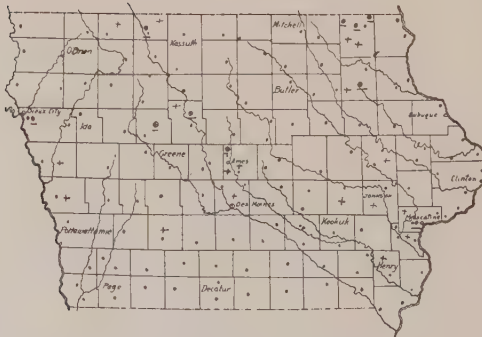 Mitchell
O'Brien
Kossuth
Butler
Dubuque
Sioux City
Ida
Greene
Ames
Clinton
Johnson
Des Moines
Muscatine
Keokuk
Pottawattamie
Henry
Page
Decatur